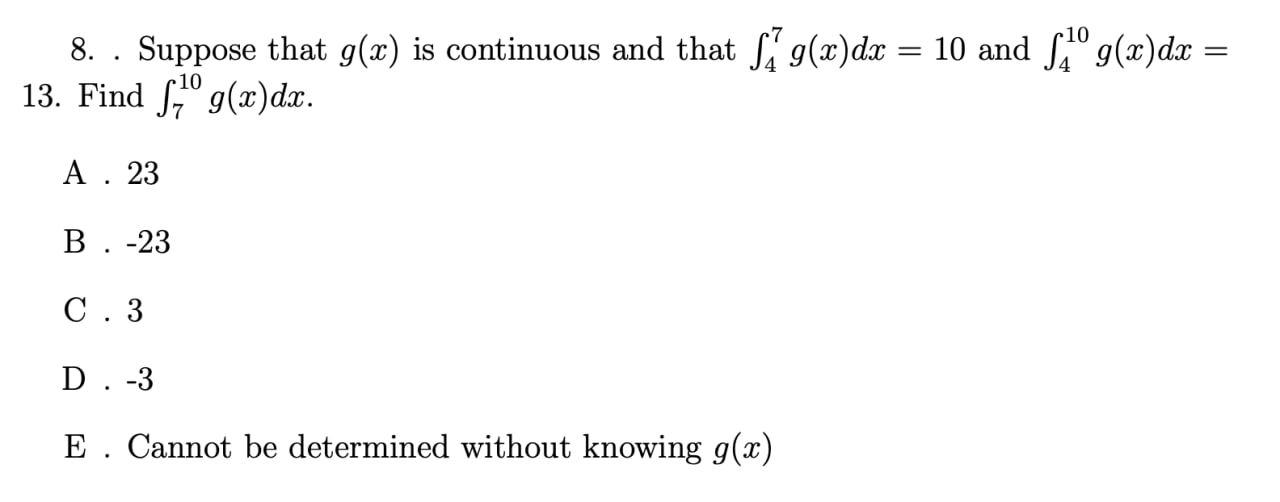 8. . Suppose that g(x) is continuous and that ∫₄⁷ g(x)dx = 10 and ∫₄¹⁰ g(x)dx =
13. Find ∫₇¹⁰ g(x)dx.
A . 23
B . -23
C . 3
D . -3
E . Cannot be determined without knowing g(x)